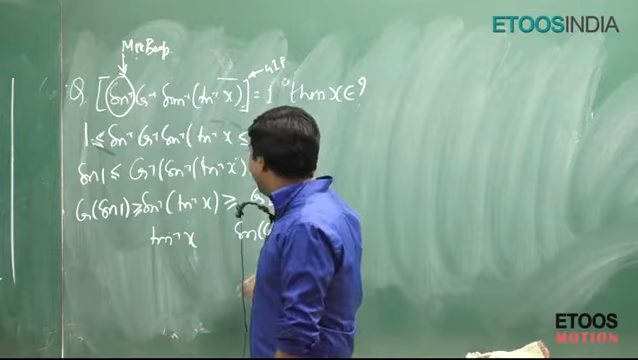 ETOOSINDIA
Q. [sin⁻¹ cos⁻¹ sin⁻¹ (tan⁻¹ x)] = 1 then x ∈ ?
GIF
1 ≤ sin⁻¹ cos⁻¹ sin⁻¹ (tan⁻¹ x ≤
sin 1 ≤ cos⁻¹ (sin⁻¹ (tan⁻¹ x)
cos (sin 1) ≥ sin⁻¹ (tan⁻¹ x) ≥
tan⁻¹ x
ETOOS
MOTION